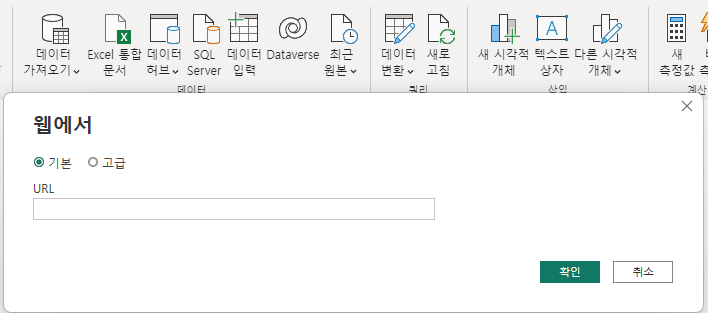 데이터 Excel 통합 데이터 SQL 데이터 Dataverse 최근 데이터 새로 새 시각적 텍스트 다른 시각적 새
가져오기 문서 허브 Server 입력 원본 변환 고침 개체 상자 개체 측정값
데이터 쿼리 삽입 계산
웹에서
기본 고급
URL
확인 취소